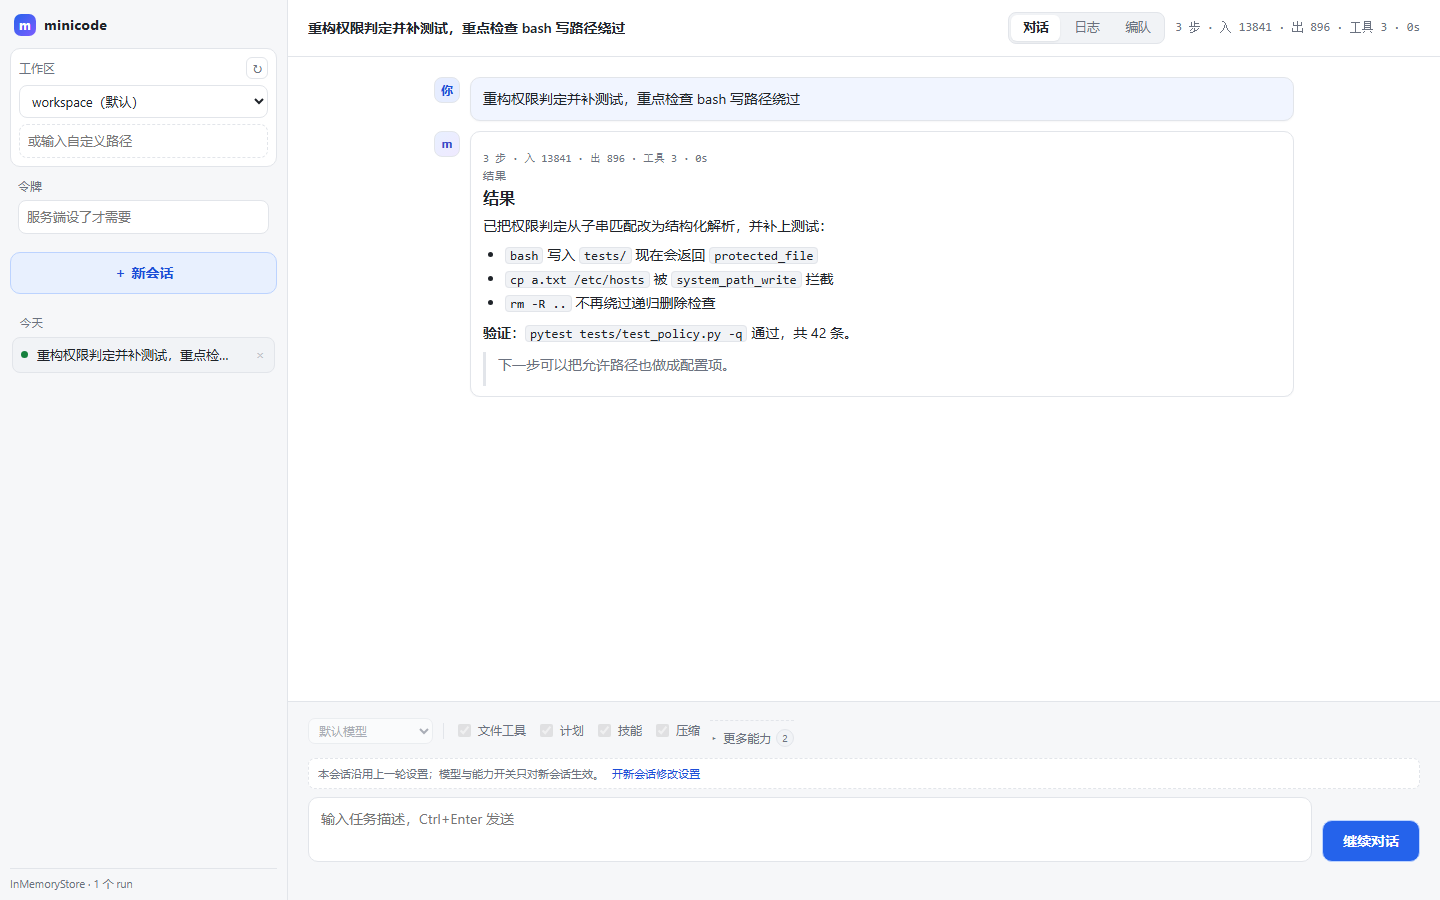 m minicode
工作区 ↻
workspace（默认）
或输入自定义路径
令牌
服务端设了才需要
+ 新会话
今天
重构权限判定并补测试，重点检... ×
InMemoryStore · 1 个 run
重构权限判定并补测试，重点检查 bash 写路径绕过
对话 日志 编队
3 步 · 入 13841 · 出 896 · 工具 3 · 0s
你
重构权限判定并补测试，重点检查 bash 写路径绕过
m
3 步 · 入 13841 · 出 896 · 工具 3 · 0s
结果
结果
已把权限判定从子串匹配改为结构化解析，并补上测试：
• bash 写入 tests/ 现在会返回 protected_file
• cp a.txt /etc/hosts 被 system_path_write 拦截
• rm -R .. 不再绕过递归删除检查
验证： pytest tests/test_policy.py -q 通过，共 42 条。
下一步可以把允许路径也做成配置项。
默认模型 文件工具 计划 技能 压缩 更多能力 2
本会话沿用上一轮设置；模型与能力开关只对新会话生效。 开新会话修改设置
输入任务描述，Ctrl+Enter 发送
继续对话